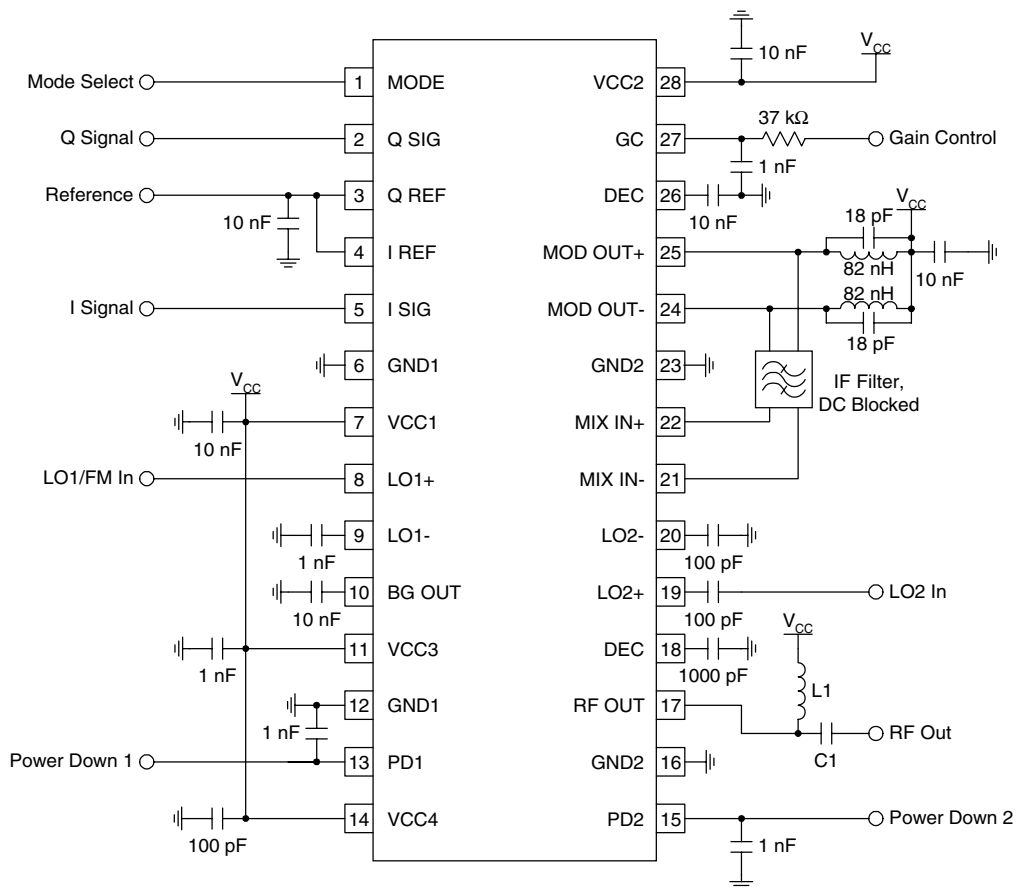 10 nF
V_CC
Mode Select
1
MODE
VCC2
28
37 kΩ
Q Signal
2
Q SIG
GC
27
Gain Control
1 nF
Reference
3
Q REF
DEC
26
10 nF
10 nF
V_CC
18 pF
4
I REF
MOD OUT+
25
82 nH
10 nF
82 nH
I Signal
5
I SIG
MOD OUT-
24
18 pF
6
GND1
GND2
23
IF Filter,
DC Blocked
V_CC
7
VCC1
MIX IN+
22
10 nF
LO1/FM In
8
LO1+
MIX IN-
21
9
LO1-
LO2-
20
1 nF
100 pF
10
BG OUT
LO2+
19
LO2 In
10 nF
100 pF
V_CC
11
VCC3
DEC
18
1 nF
1000 pF
L1
12
GND1
RF OUT
17
1 nF
RF Out
C1
Power Down 1
13
PD1
GND2
16
14
VCC4
PD2
15
Power Down 2
100 pF
1 nF